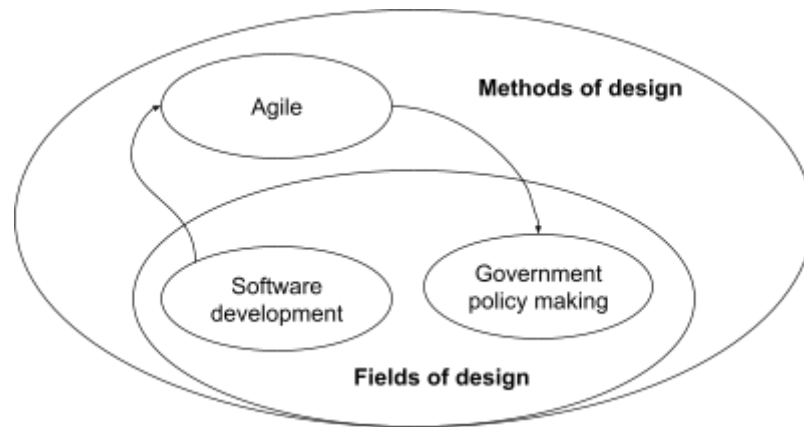 Methods of design
Agile
Software
development
Government
policy making
Fields of design